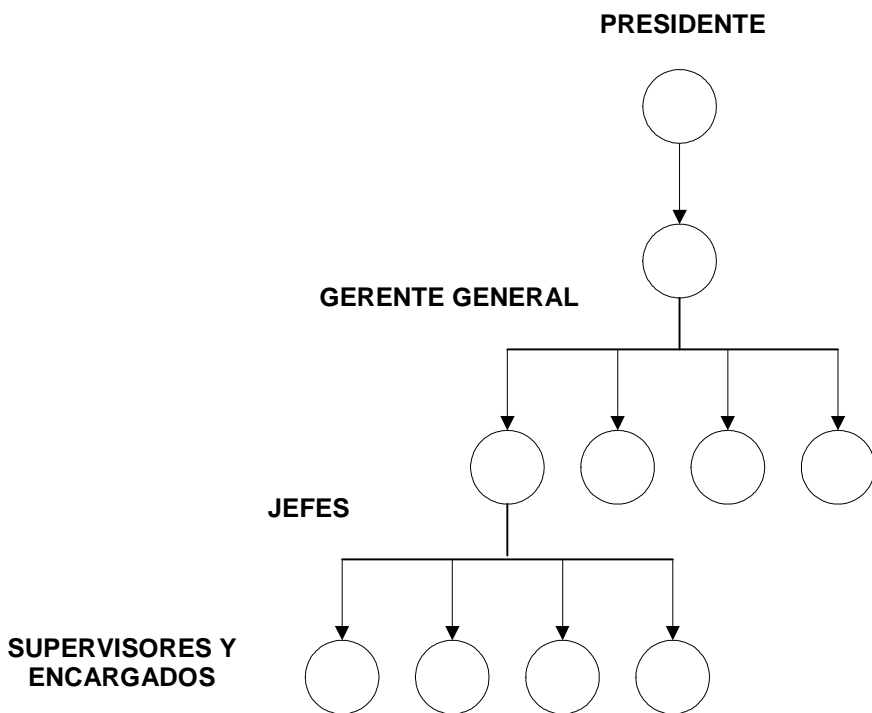 PRESIDENTE
GERENTE GENERAL
JEFES
SUPERVISORES Y
ENCARGADOS